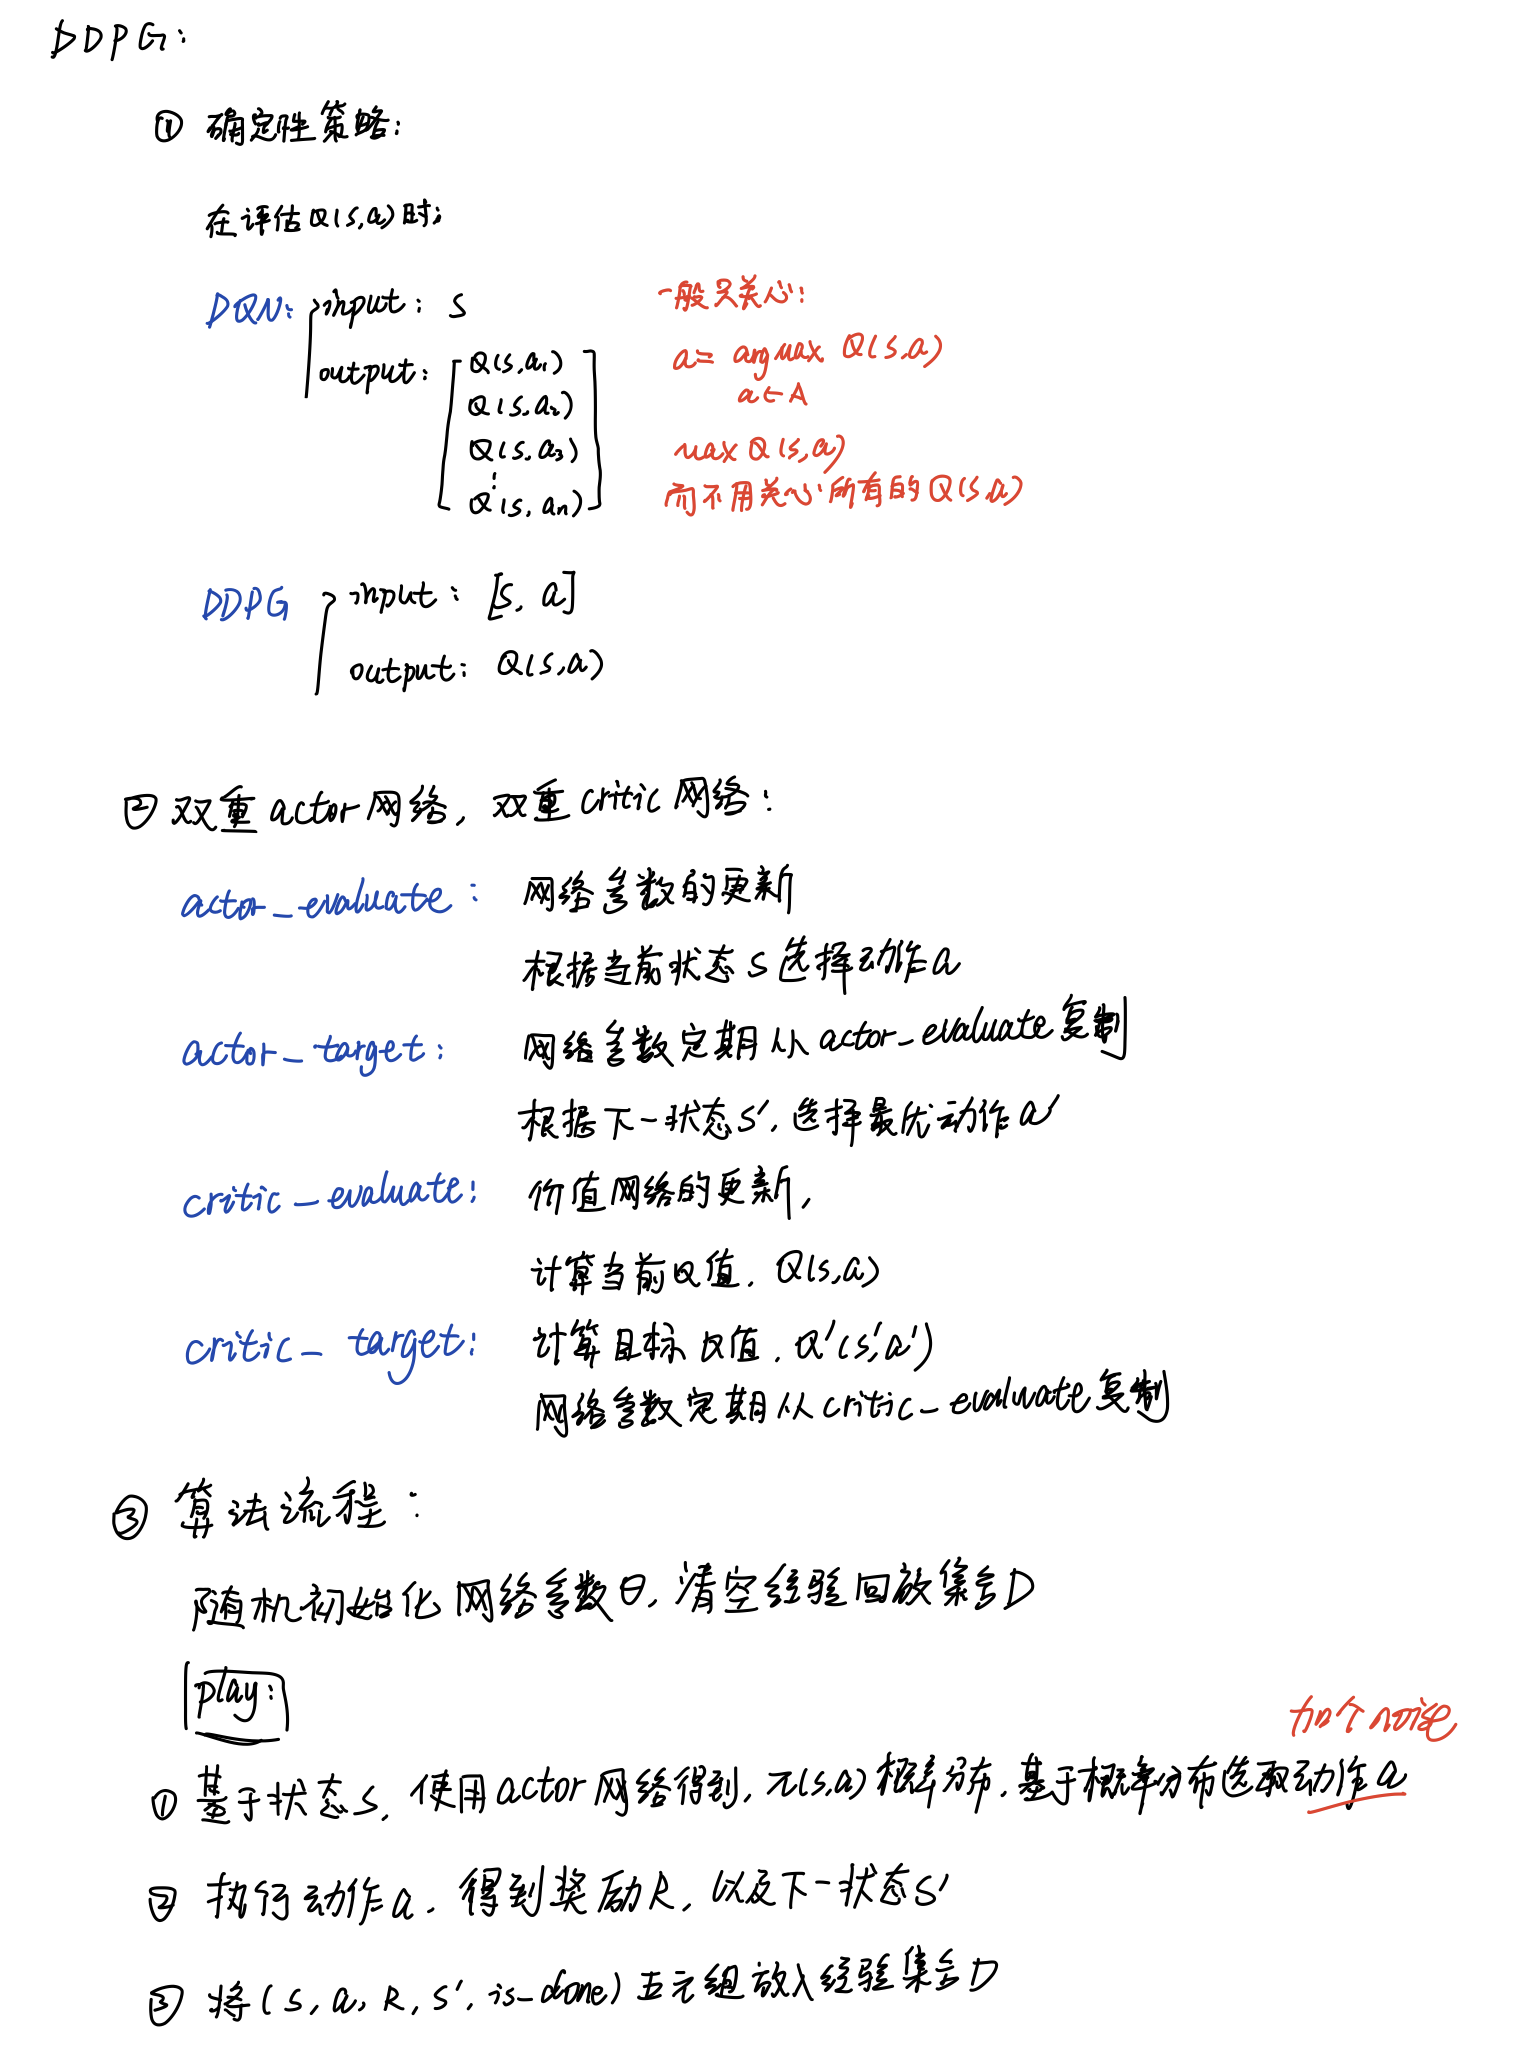 DDPG:
① 确定性策略:
在评估Q(s,a)时;
DQN: input: S 一般只关心:
output: Q(s,a₁) a = argmax Q(s,a)
Q(s,a₂) a∈A
Q(s,a₃) max Q(s,a)
⋮ 而不用关心所有的Q(s,a)
Q(s,aₙ)
DDPG input: [s, a]
output: Q(s,a)
② 双重actor网络, 双重critic网络:
actor_evaluate: 网络参数的更新
根据当前状态S选择动作a
actor_target: 网络参数定期从actor_evaluate复制
根据下一状态S′, 选择最优动作a′
critic_evaluate: 价值网络的更新,
计算当前Q值. Q(s,a)
critic_target: 计算目标Q值. Q′(s′,a′)
网络参数定期从critic_evaluate复制
③ 算法流程:
随机初始化网络参数θ, 清空经验回放集合D
play:
加个noise
① 基于状态S, 使用actor网络得到, π(s,a)概率分布. 基于概率分布选取动作a
② 执行动作a. 得到奖励R, 以及下一状态S′
③ 将(s, a, R, s′, is_done)五元组放入经验集合D